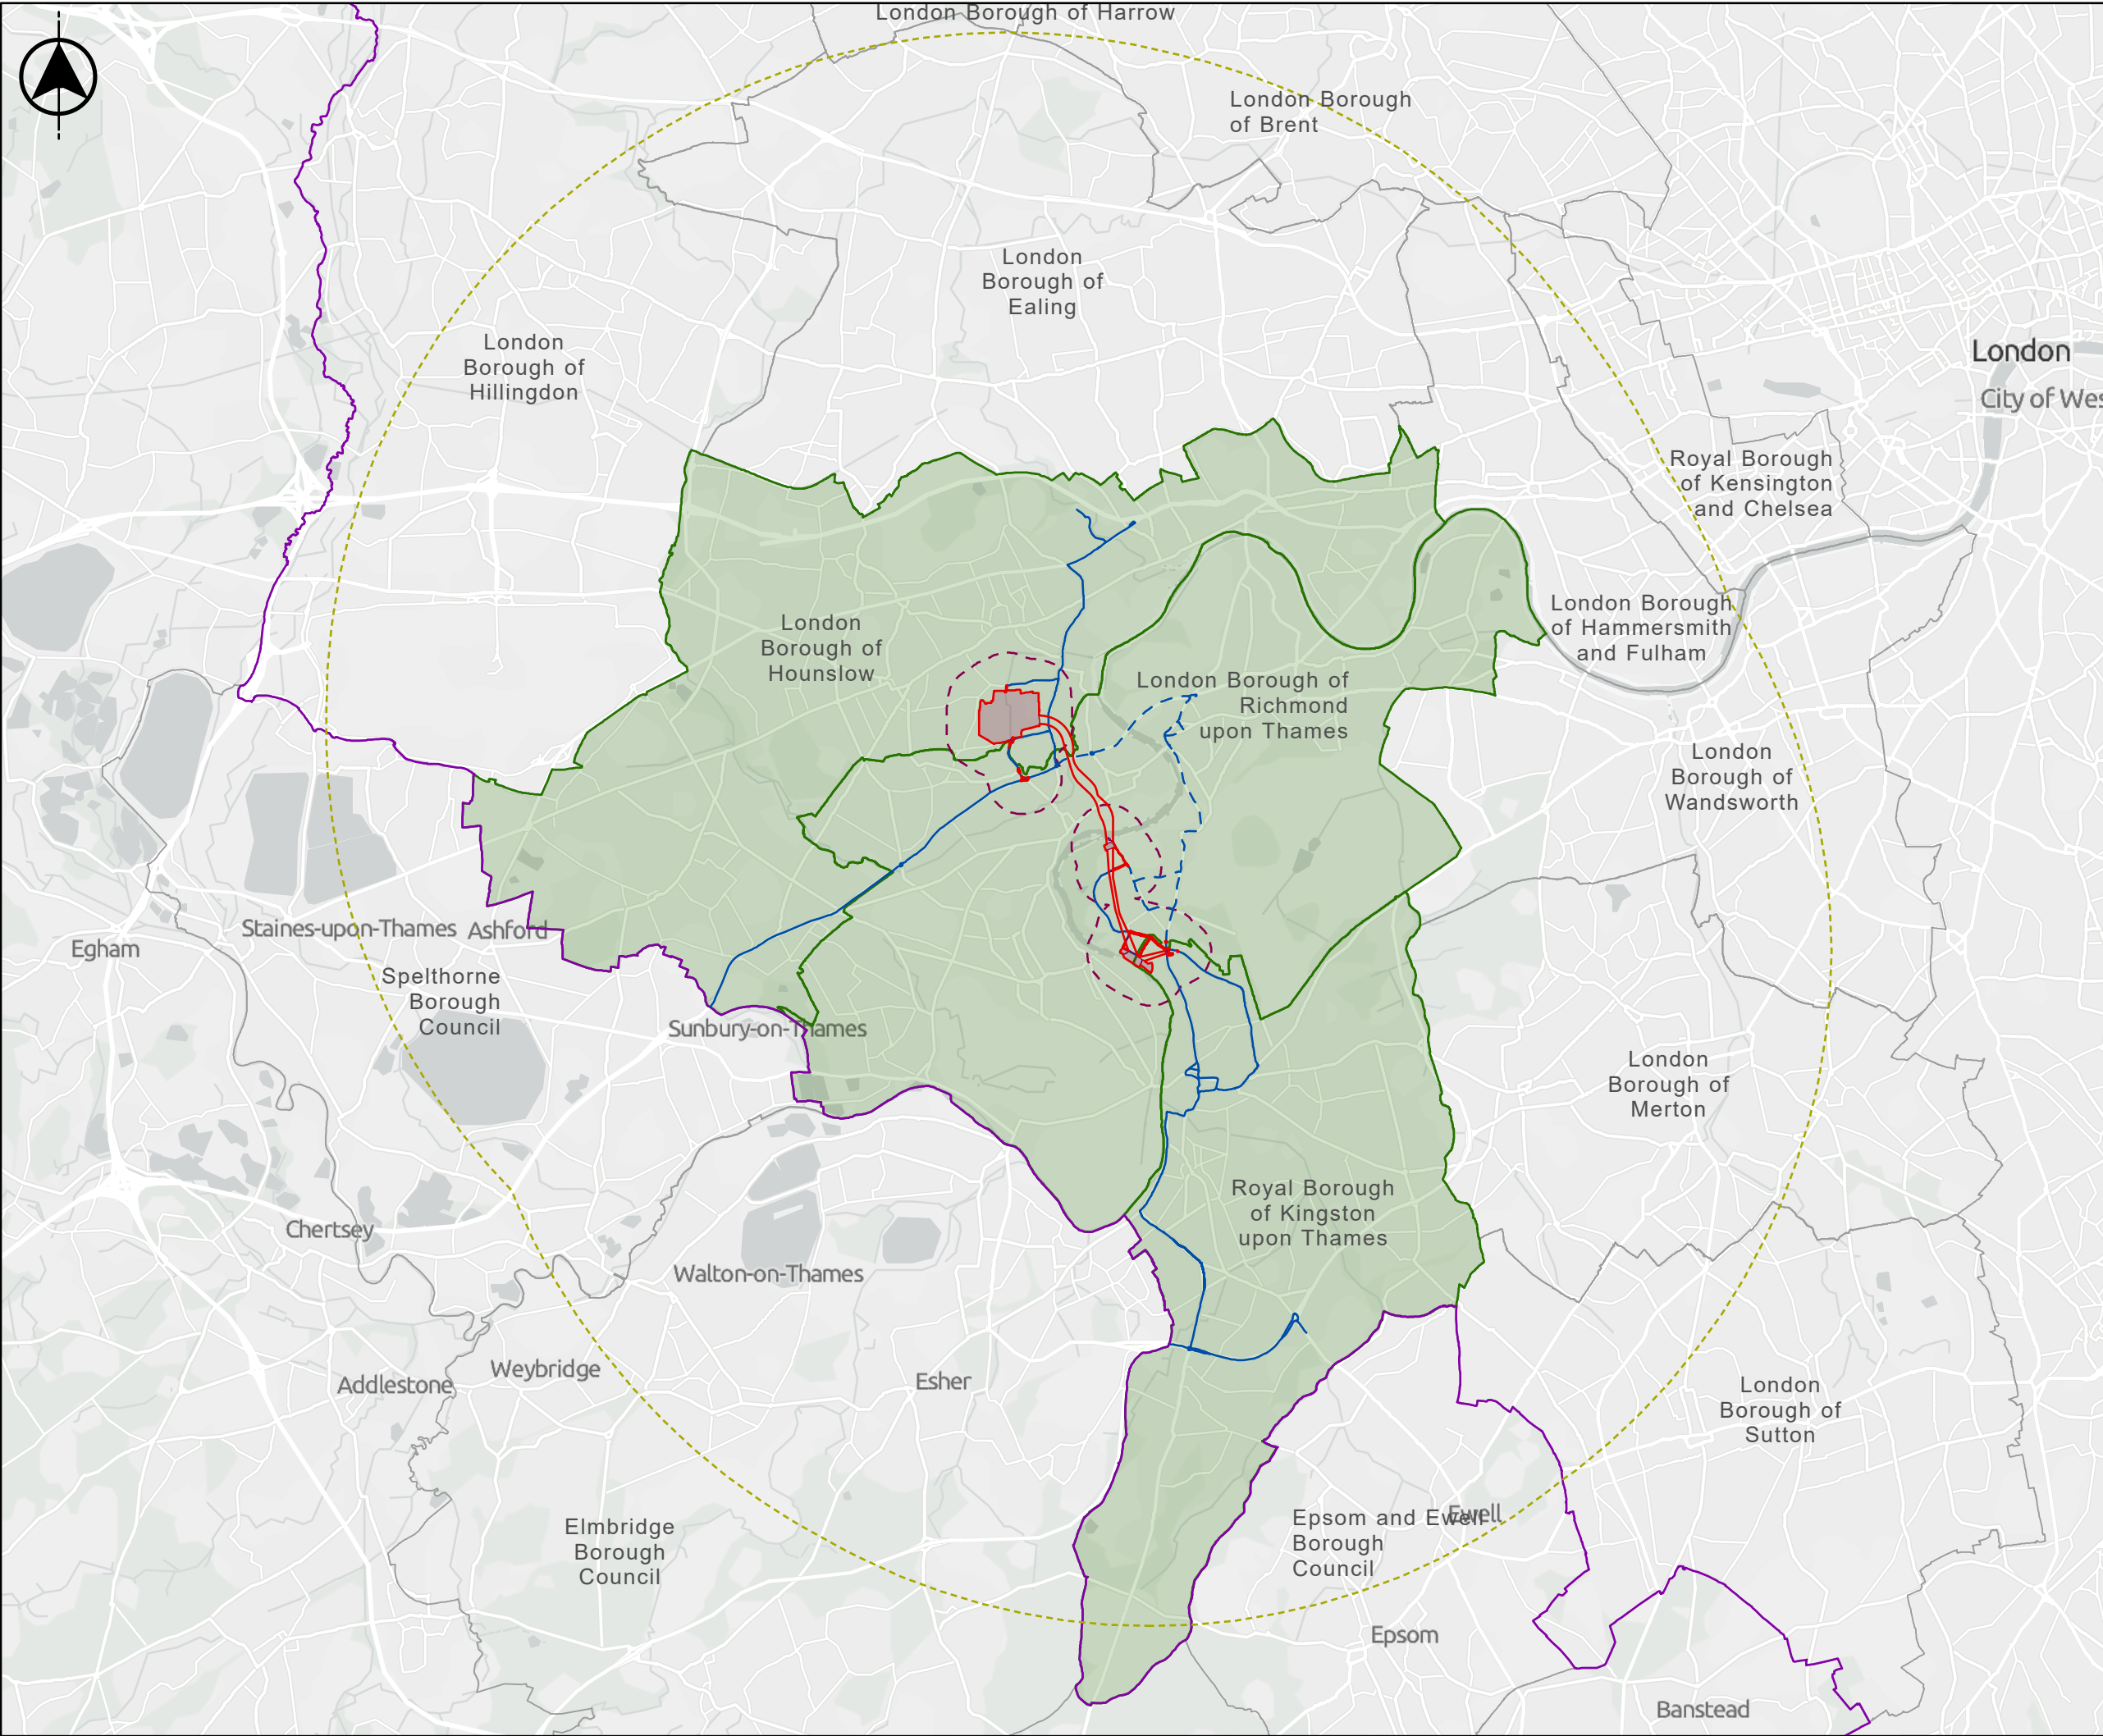 London Borough of Harrow
London Borough
of Brent
London
Borough of
Ealing
London
Borough of
Hillingdon
London
City of Wes
Royal Borough
of Kensington
and Chelsea
London Borough
of Hammersmith
and Fulham
London
Borough of
Hounslow
London Borough of
Richmond
upon Thames
London
Borough of
Wandsworth
Staines-upon-Thames
Ashford
Egham
Spelthorne
Borough
Council
Sunbury-on-Thames
London
Borough of
Merton
Royal Borough
of Kingston
upon Thames
Chertsey
Walton-on-Thames
Weybridge
Addlestone
Esher
London
Borough of
Sutton
Elmbridge
Borough
Council
Epsom and Ewell
Borough
Council
Ewell
Epsom
Banstead